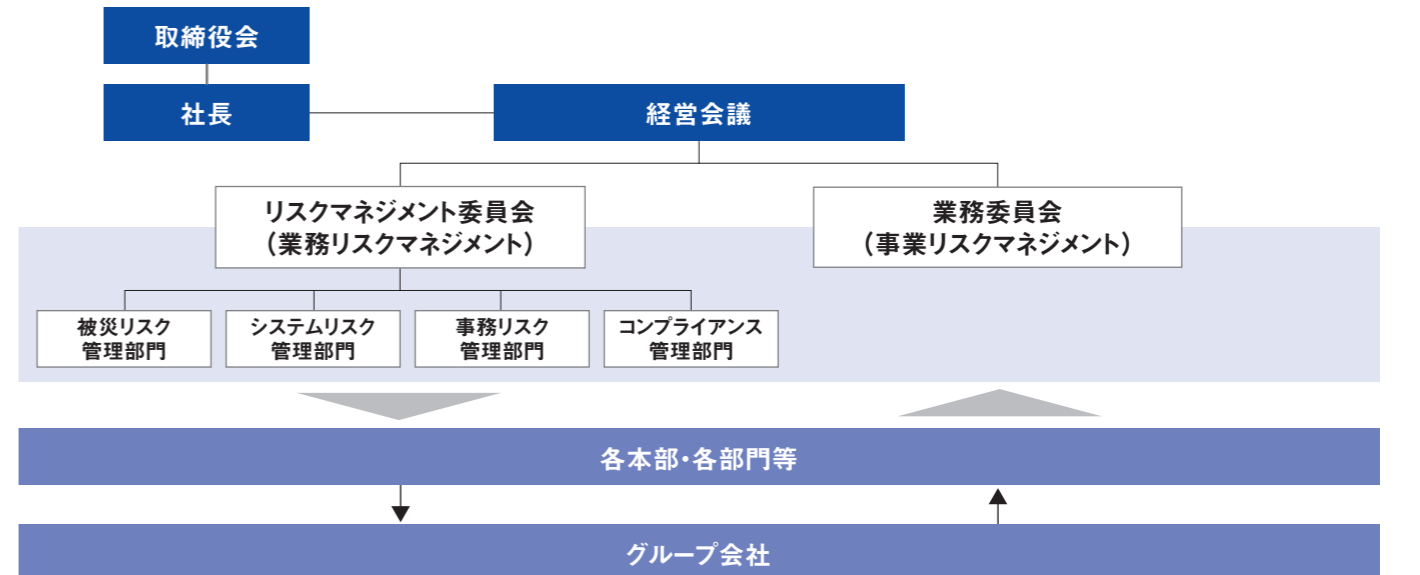 取締役会
社長
経営会議
リスクマネジメント委員会
（業務リスクマネジメント）
業務委員会
（事業リスクマネジメント）
被災リスク
管理部門
システムリスク
管理部門
事務リスク
管理部門
コンプライアンス
管理部門
各本部・各部門等
グループ会社